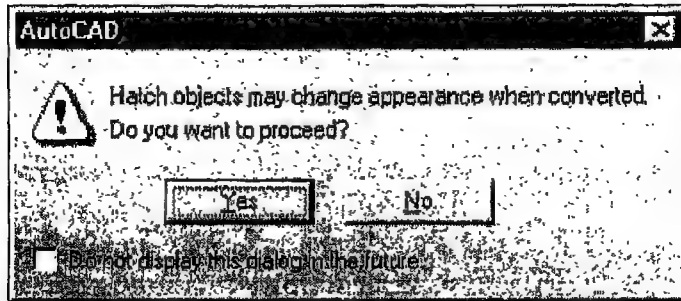 AutoCAD
Hatch objects may change appearance when converted.
Do you want to proceed?
Yes No
Do not display this dialog in the future